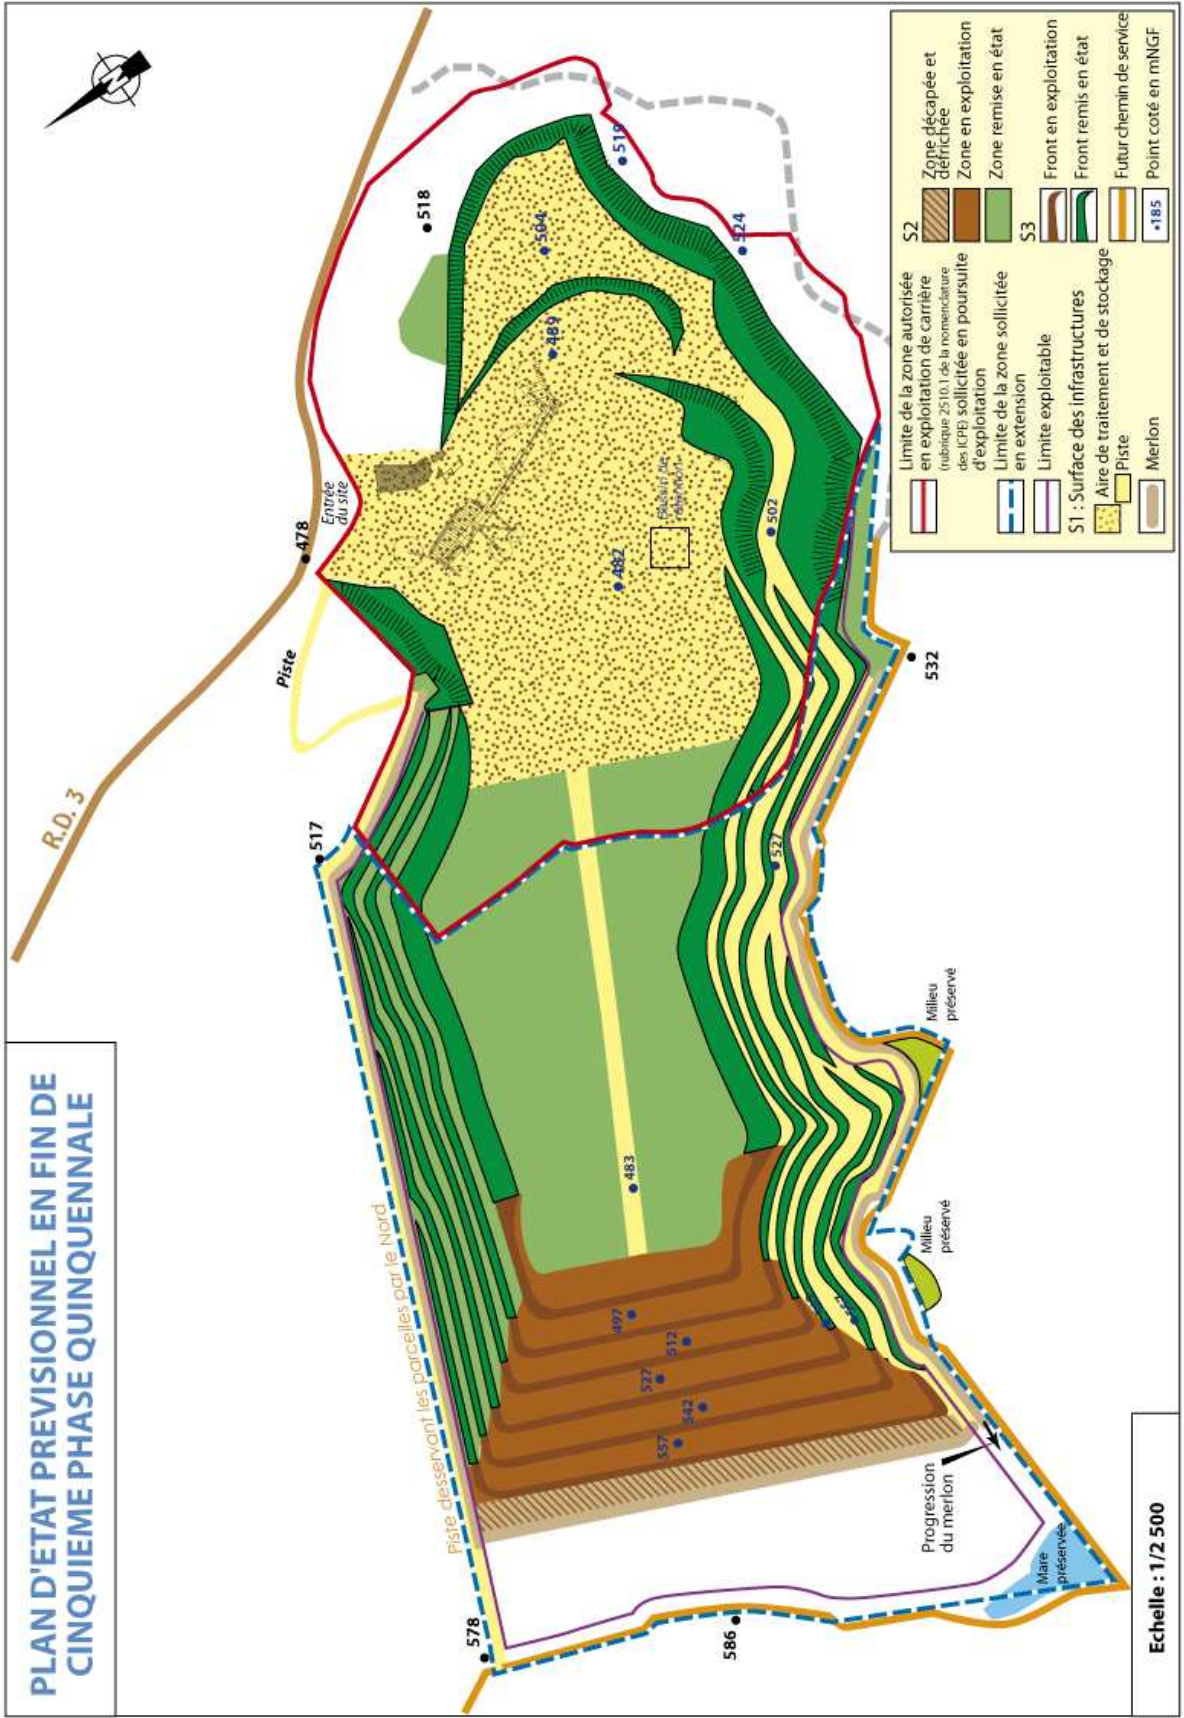 PLAN D'ETAT PREVISIONNEL EN FIN DE
CINQUIEME PHASE QUINQUENNALE
R.D. 3
N
478
Entrée
du site
Piste
517
518
519
504
524
489
482
502
532
527
483
Piste desservant les parcelles par le Nord
497
512
527
542
557
578
586
Milieu
préservé
Milieu
préservé
Progression
du merlon
Mare
préservée
Echelle : 1/2 500
Limite de la zone autorisée
en exploitation de carrière
(rubrique 2510.1 de la nomenclature
des ICPE) sollicitée en poursuite
d'exploitation
Limite de la zone sollicitée
en extension
Limite exploitable
S1 : Surface des infrastructures
Aire de traitement et de stockage
Piste
Merlon
S2
Zone décapée et
défrichée
Zone en exploitation
Zone remise en état
S3
Front en exploitation
Front remis en état
Futur chemin de service
•185
Point coté en mNGF